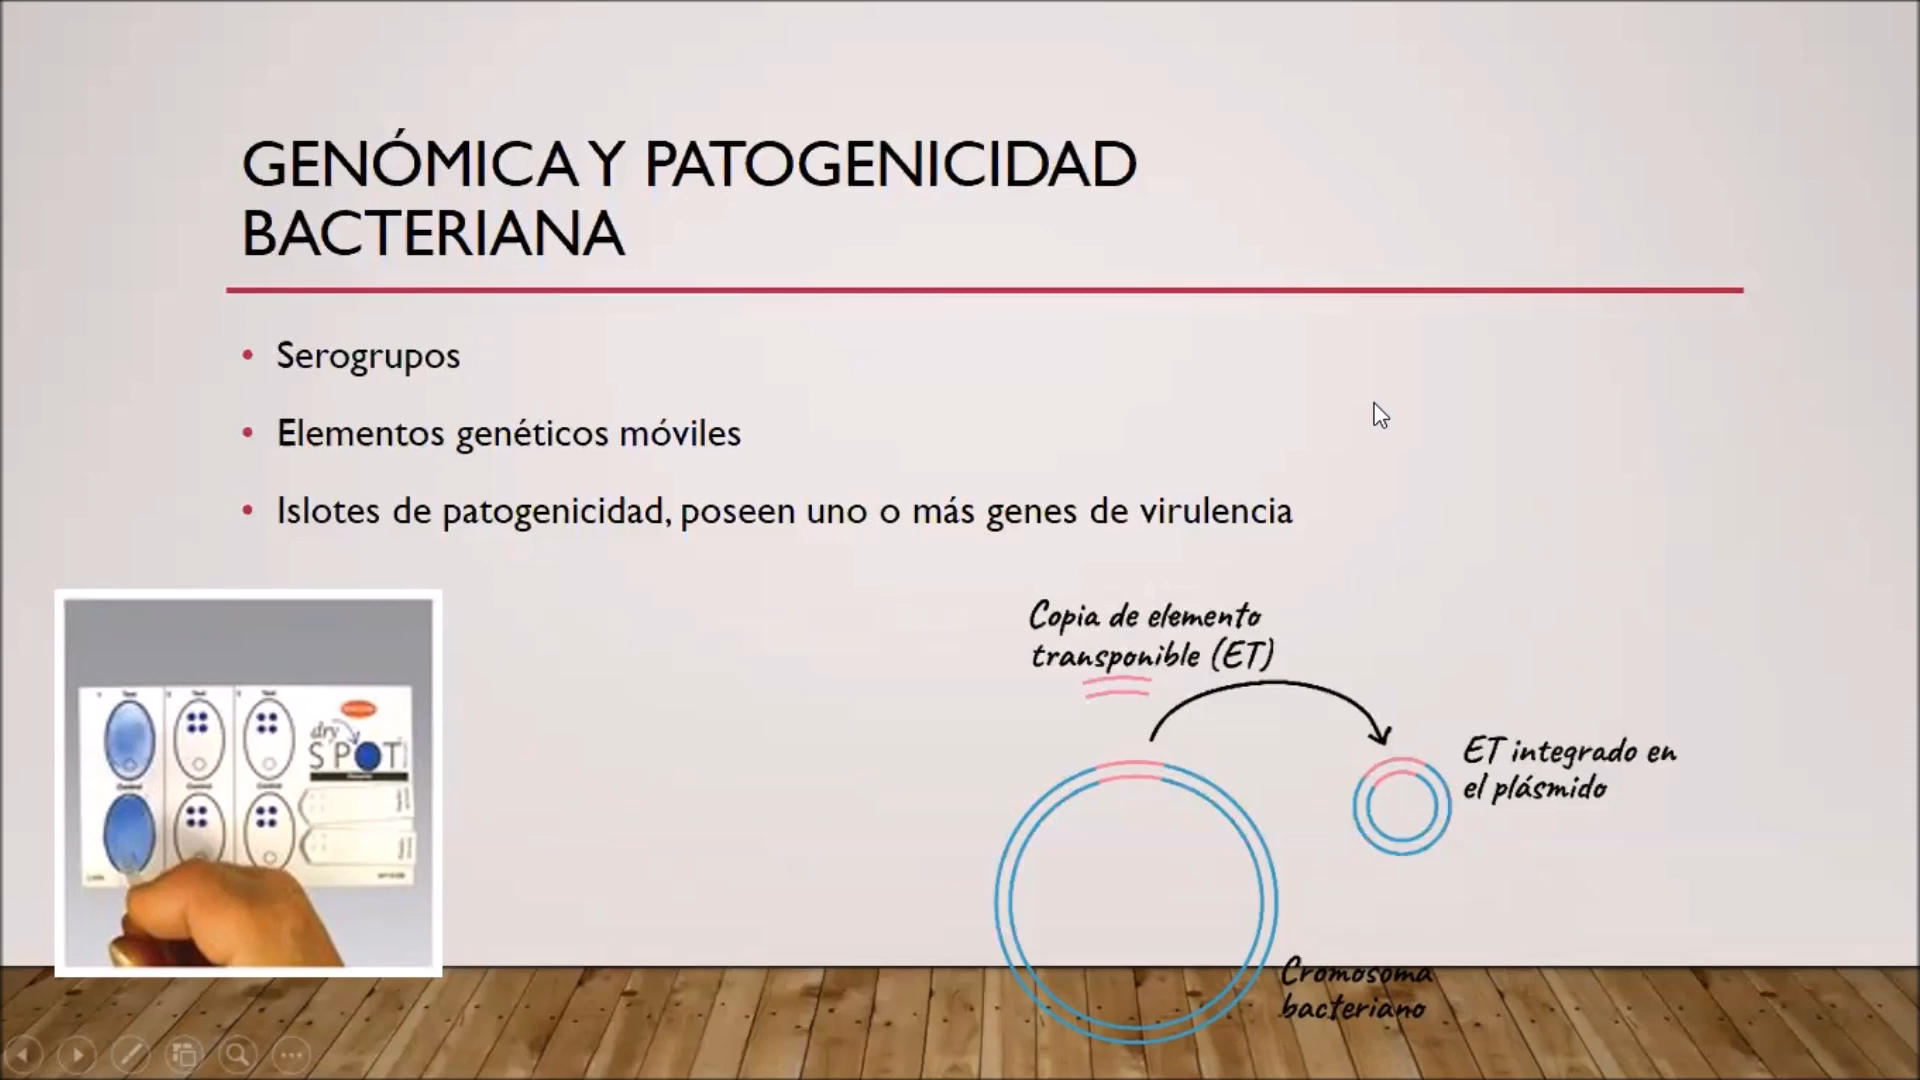 GENÓMICA Y PATOGENICIDAD
BACTERIANA
• Serogrupos
• Elementos genéticos móviles
• Islotes de patogenicidad, poseen uno o más genes de virulencia
Copia de elemento
transponible (ET)
ET integrado en
el plásmido
Cromosoma
bacteriano
dry
SPOT